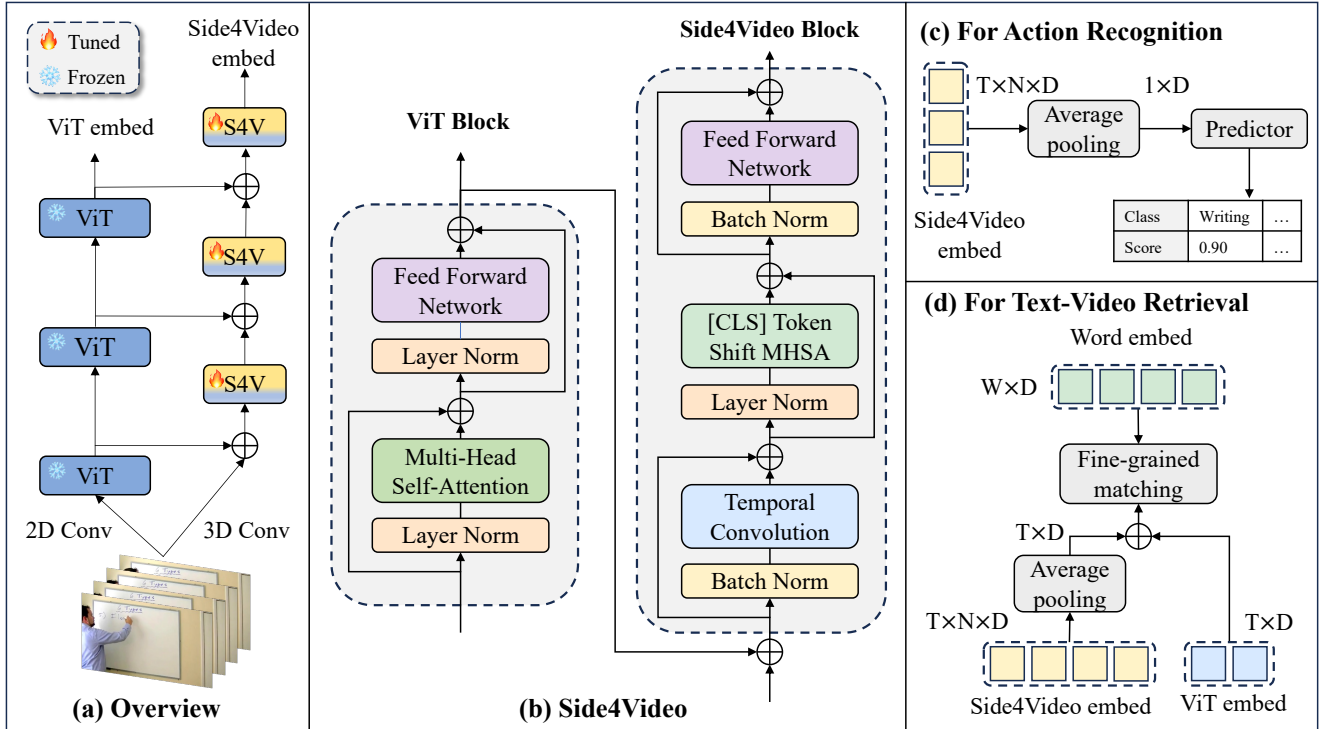 Tuned
Frozen
Side4Video
embed
ViT embed
S4V
ViT
S4V
ViT
S4V
ViT
2D Conv
3D Conv
(a) Overview
ViT Block
Feed Forward
Network
Layer Norm
Multi-Head
Self-Attention
Layer Norm
Side4Video Block
Feed Forward
Network
Batch Norm
[CLS] Token
Shift MHSA
Layer Norm
Temporal
Convolution
Batch Norm
(b) Side4Video
(c) For Action Recognition
T×N×D
1×D
Average
pooling
Predictor
Side4Video
embed
Class Writing …
Score 0.90 …
(d) For Text-Video Retrieval
Word embed
W×D
Fine-grained
matching
T×D
Average
pooling
T×N×D
T×D
Side4Video embed
ViT embed